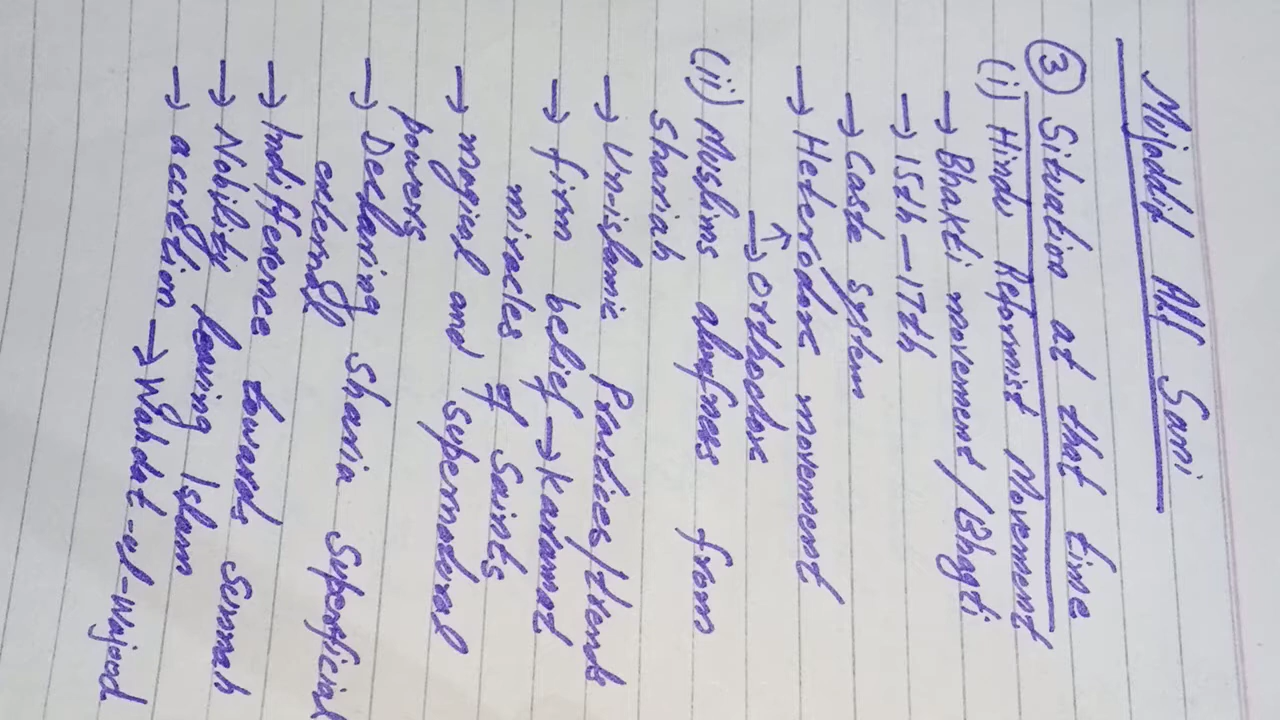 Mujaddid Alf Sani
③ Situation at that time
(i) Hindu Reformist Movement
→ Bhakti movement / Bhagti
→ 15th - 17th
→ Caste system
→ Heterodox movement
↑
→ Orthodox
(ii) Muslims aloofness from
Shariah
→ Un-islamic Practices/trends
→ firm belief → Karamat
miracles of Saints
→ magical and Supernatural
powers
→ Declaring Sharia Superficial
external
→ Indifference towards Sunnah
→ Nobility leaving Islam
→ accretion → Wahdat-ul-Wajood